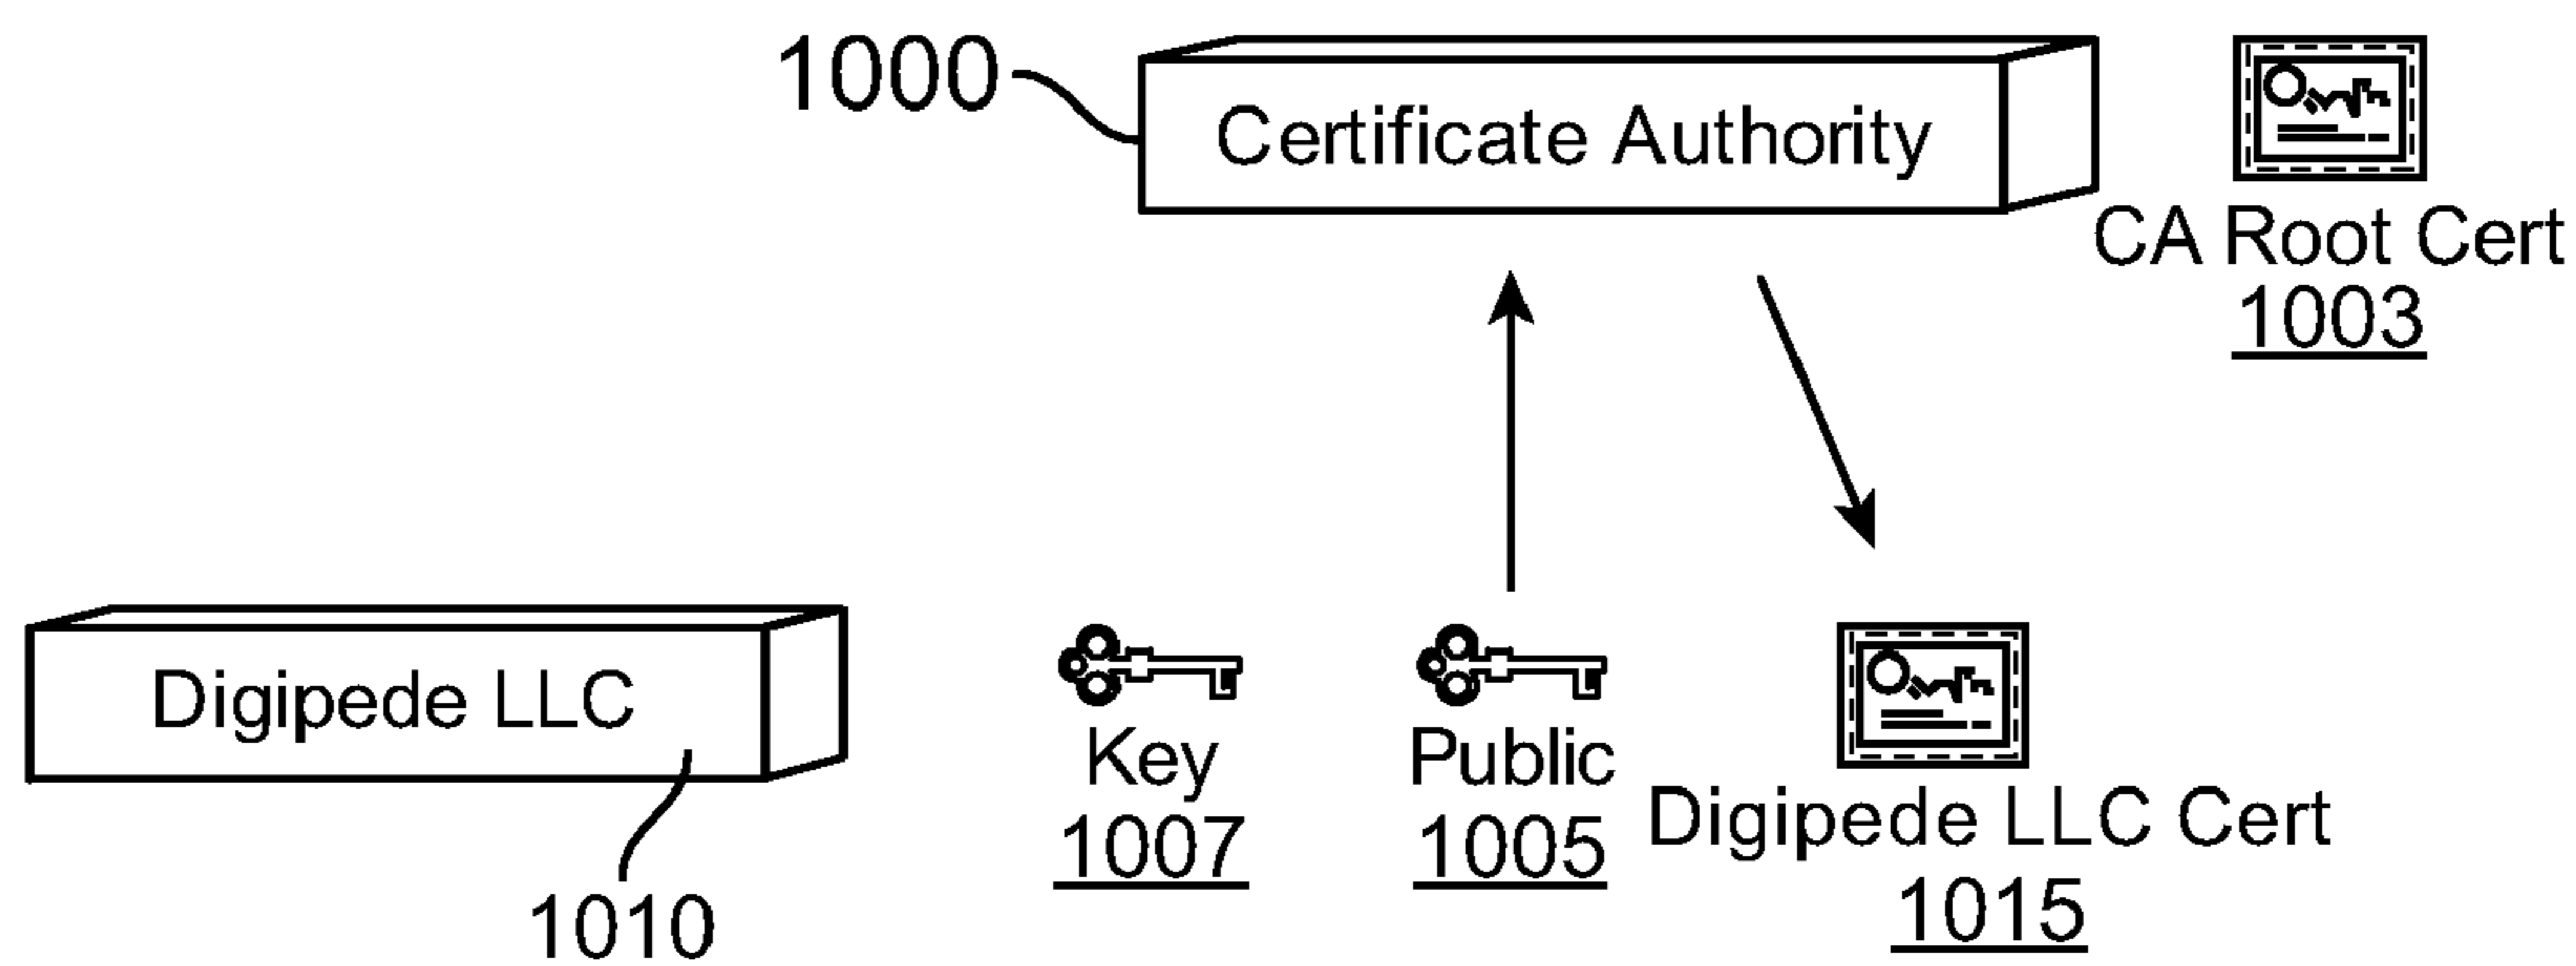 1000
Certificate Authority
CA Root Cert
1003
Digipede LLC
1010
Key
1007
Public
1005
Digipede LLC Cert
1015